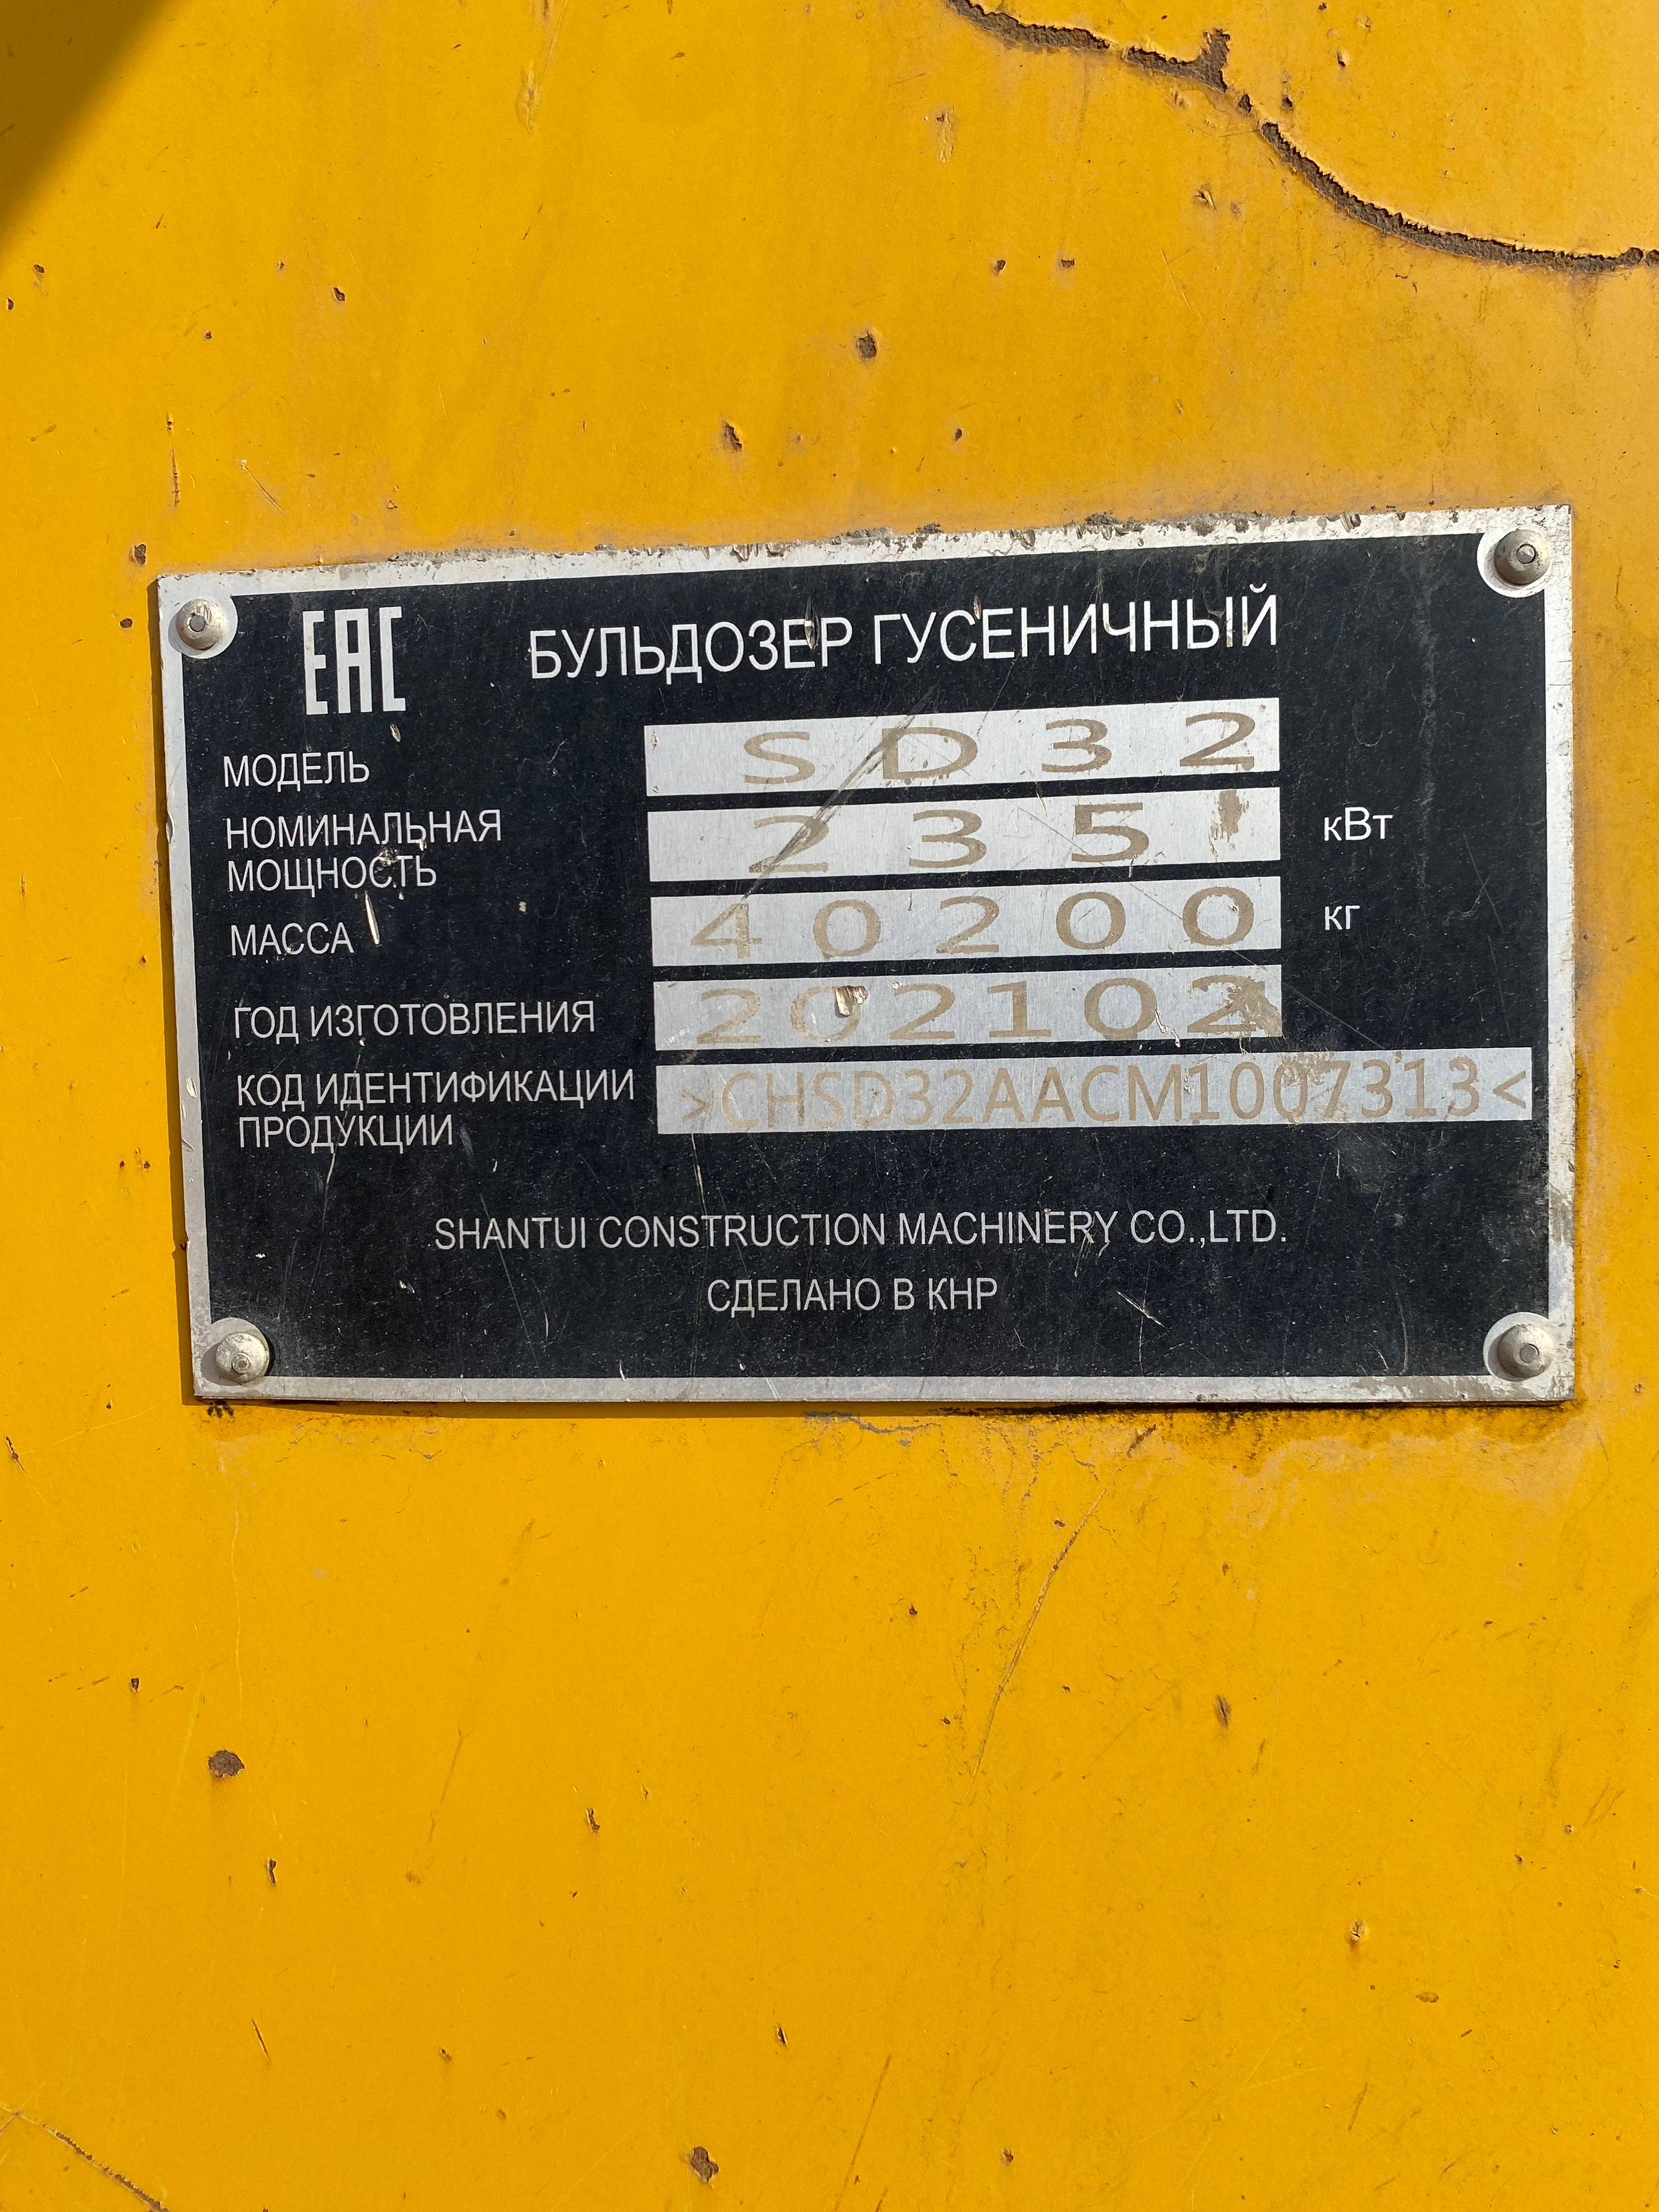 EAC
БУЛЬДОЗЕР ГУСЕНИЧНЫЙ
МОДЕЛЬ SD32
НОМИНАЛЬНАЯ
МОЩНОСТЬ 235 кВт
МАССА 40200 кг
ГОД ИЗГОТОВЛЕНИЯ 202102
КОД ИДЕНТИФИКАЦИИ
ПРОДУКЦИИ >CHSD32AACM1007313<
SHANTUI CONSTRUCTION MACHINERY CO.,LTD.
СДЕЛАНО В КНР